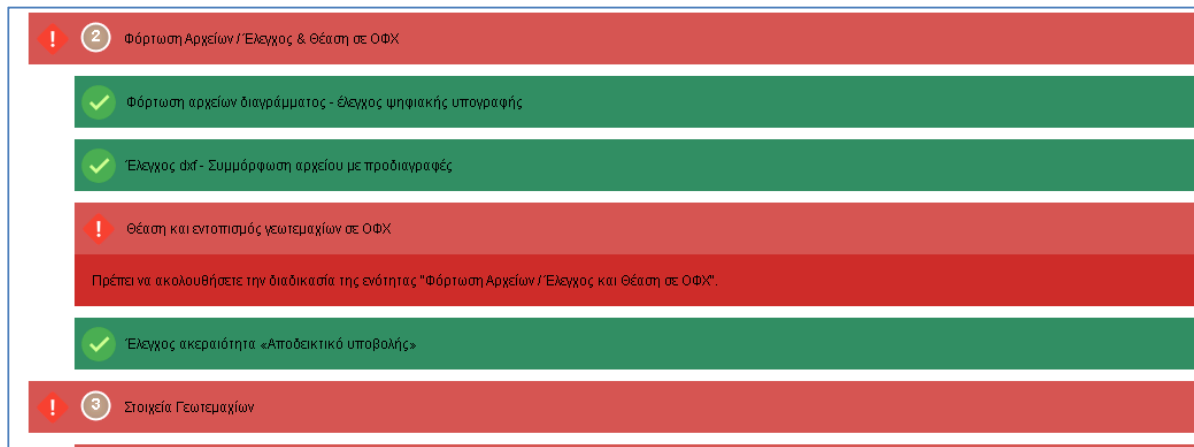 ! 2 Φόρτωση Αρχείων / Έλεγχος & Θέαση σε ΟΦΧ
Φόρτωση αρχείων διαγράμματος - έλεγχος ψηφιακής υπογραφής
Έλεγχος dxf - Συμμόρφωση αρχείου με προδιαγραφές
! Θέαση και εντοπισμός γεωτεμαχίων σε ΟΦΧ
Πρέπει να ακολουθήσετε την διαδικασία της ενότητας "Φόρτωση Αρχείων / Έλεγχος και Θέαση σε ΟΦΧ".
Έλεγχος ακεραιότητα «Αποδεικτικό υποβολής»
! 3 Στοιχεία Γεωτεμαχίων